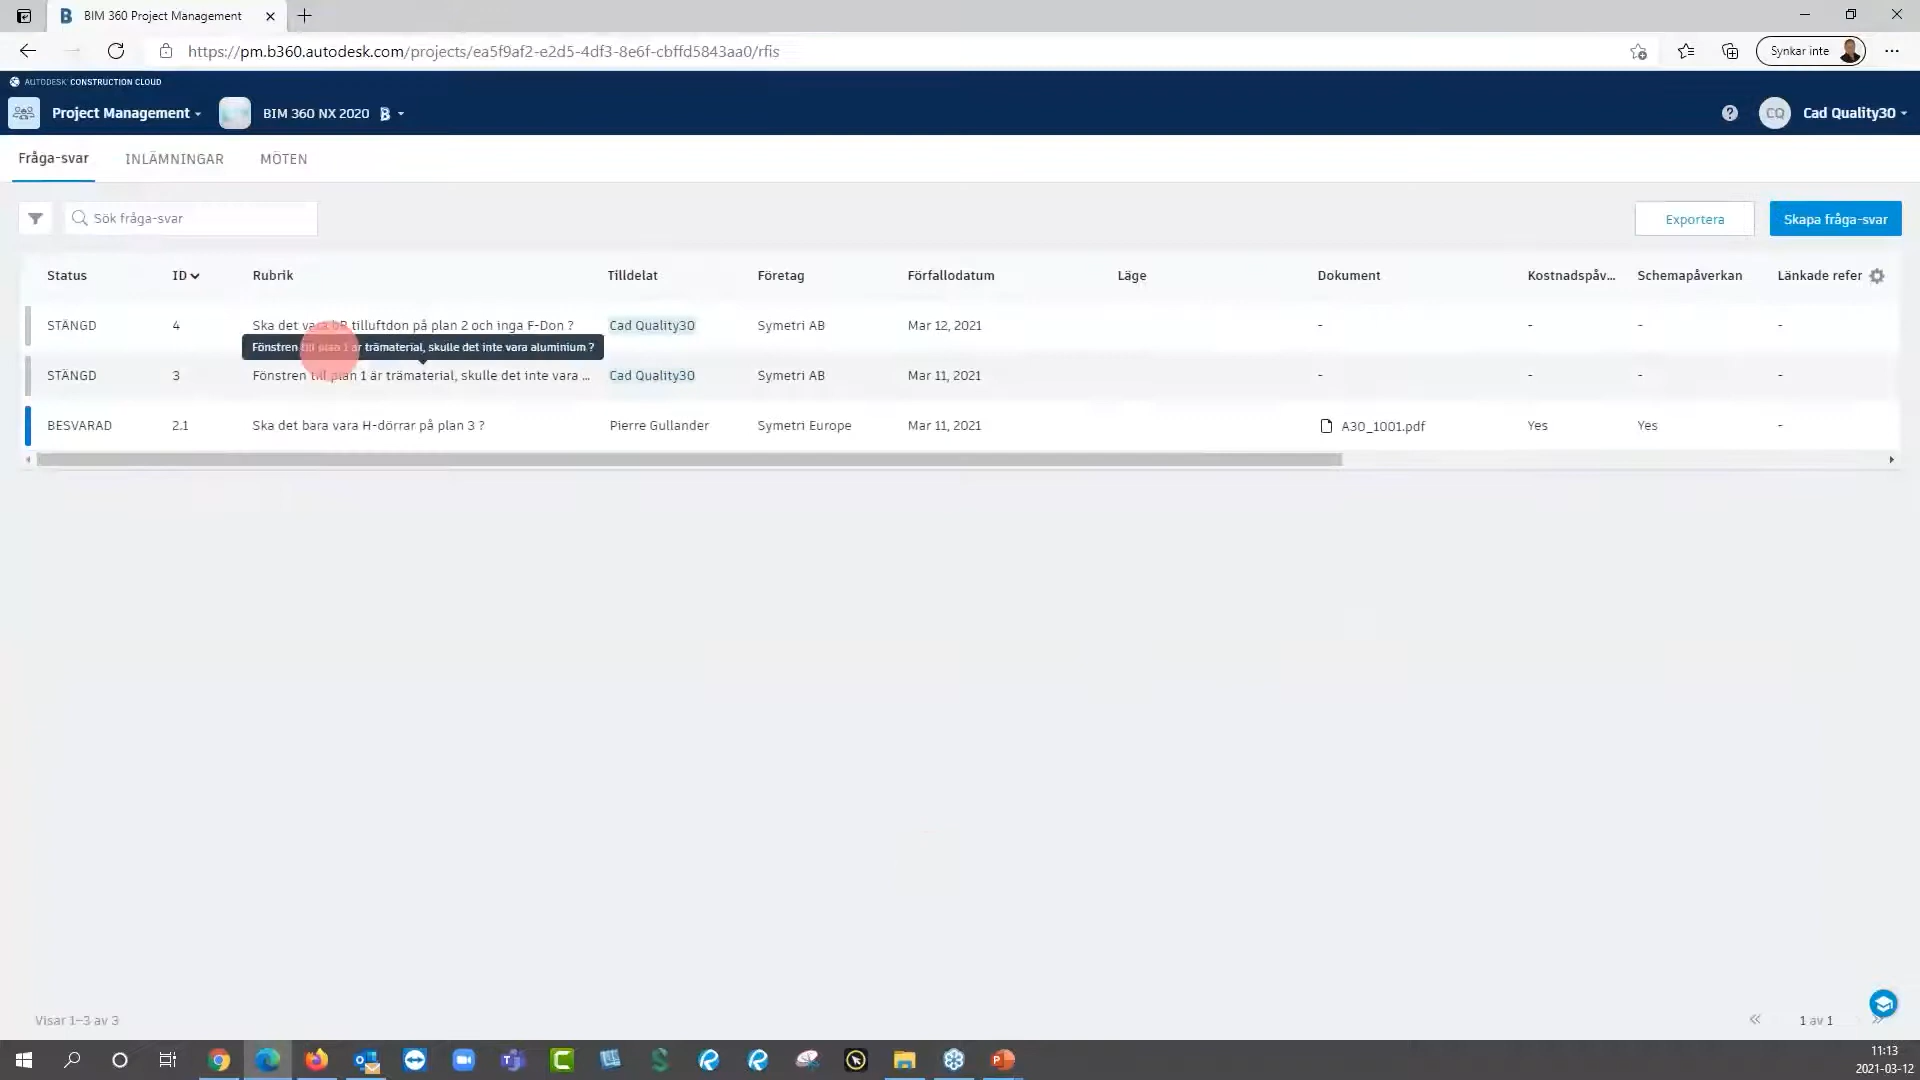 BIM 360 Project Management
https://pm.b360.autodesk.com/projects/ea5f9af2-e2d5-4df3-8e6f-cbffd5843aa0/rfis
Synkar inte
AUTODESK CONSTRUCTION CLOUD
Project Management
BIM 360 NX 2020
CQ
Cad Quality30
Fråga-svar
INLÄMNINGAR
MÖTEN
Sök fråga-svar
Exportera
Skapa fråga-svar
Status ID Rubrik Tilldelat Företag Förfallodatum Läge Dokument Kostnadspåv... Schemapåverkan Länkade refer
STÄNGD 4 Ska det vara bR tilluftdon på plan 2 och inga F-Don ? Cad Quality30 Symetri AB Mar 12, 2021 - - - -
Fönstren till plan 1 är trämaterial, skulle det inte vara aluminium ?
STÄNGD 3 Fönstren till plan 1 är trämaterial, skulle det inte vara ... Cad Quality30 Symetri AB Mar 11, 2021 - - - -
BESVARAD 2.1 Ska det bara vara H-dörrar på plan 3 ? Pierre Gullander Symetri Europe Mar 11, 2021 A30_1001.pdf Yes Yes -
Visar 1–3 av 3
1 av 1
11:13
2021-03-12